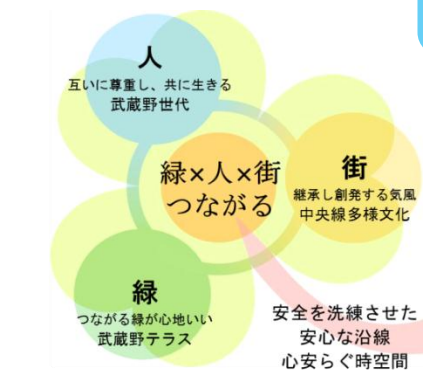 人
互いに尊重し、共に生きる
武蔵野世代
緑×人×街
つながる
街
継承し創発する気風
中央線多様文化
緑
つながる緑が心地いい
武蔵野テラス
安全を洗練させた
安心な沿線
心安らぐ時空間